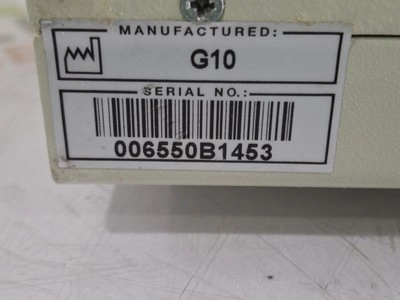 MANUFACTURED:
G10
SERIAL NO.:
006550B1453